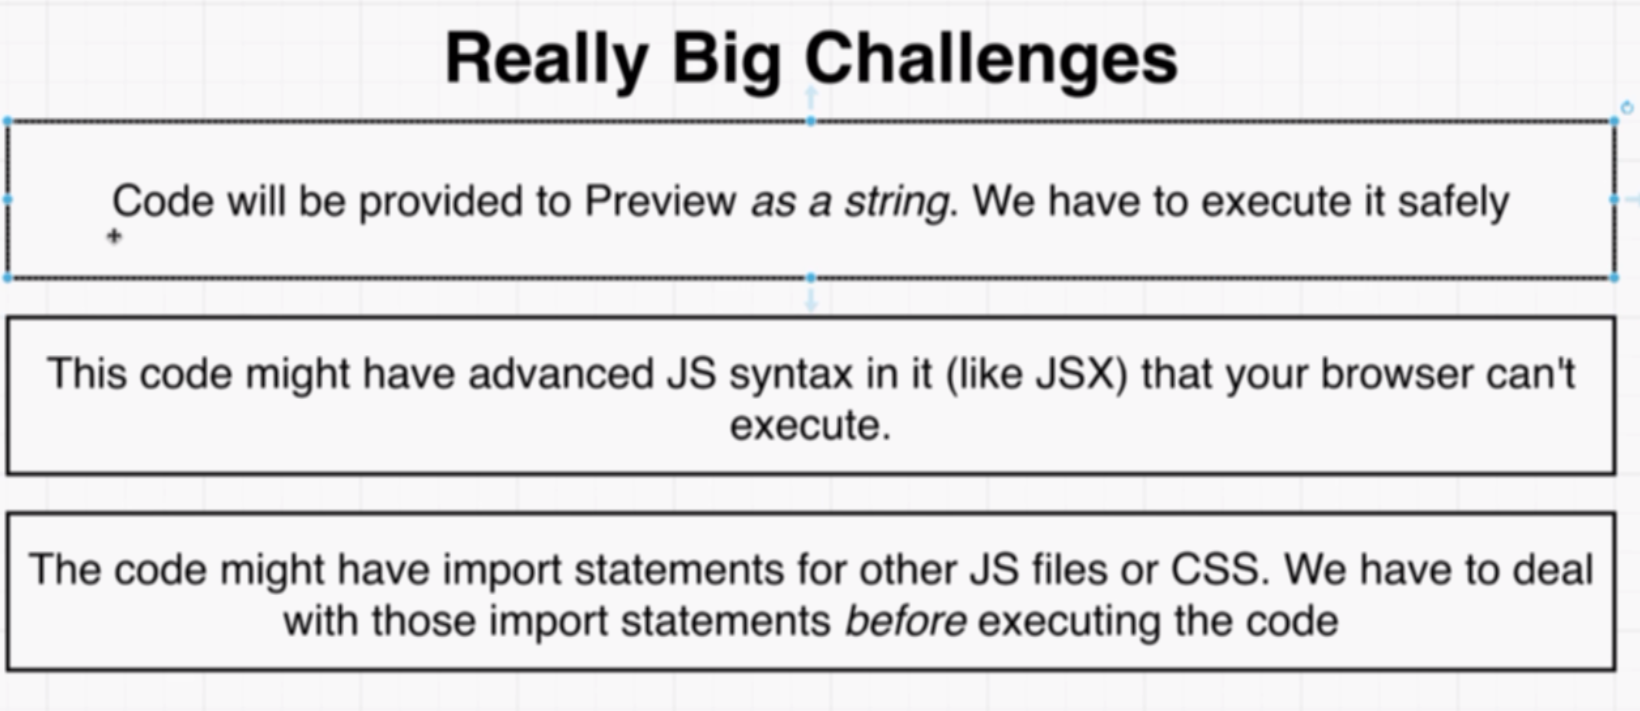 Really Big Challenges
Code will be provided to Preview as a string. We have to execute it safely
This code might have advanced JS syntax in it (like JSX) that your browser can't
execute.
The code might have import statements for other JS files or CSS. We have to deal
with those import statements before executing the code